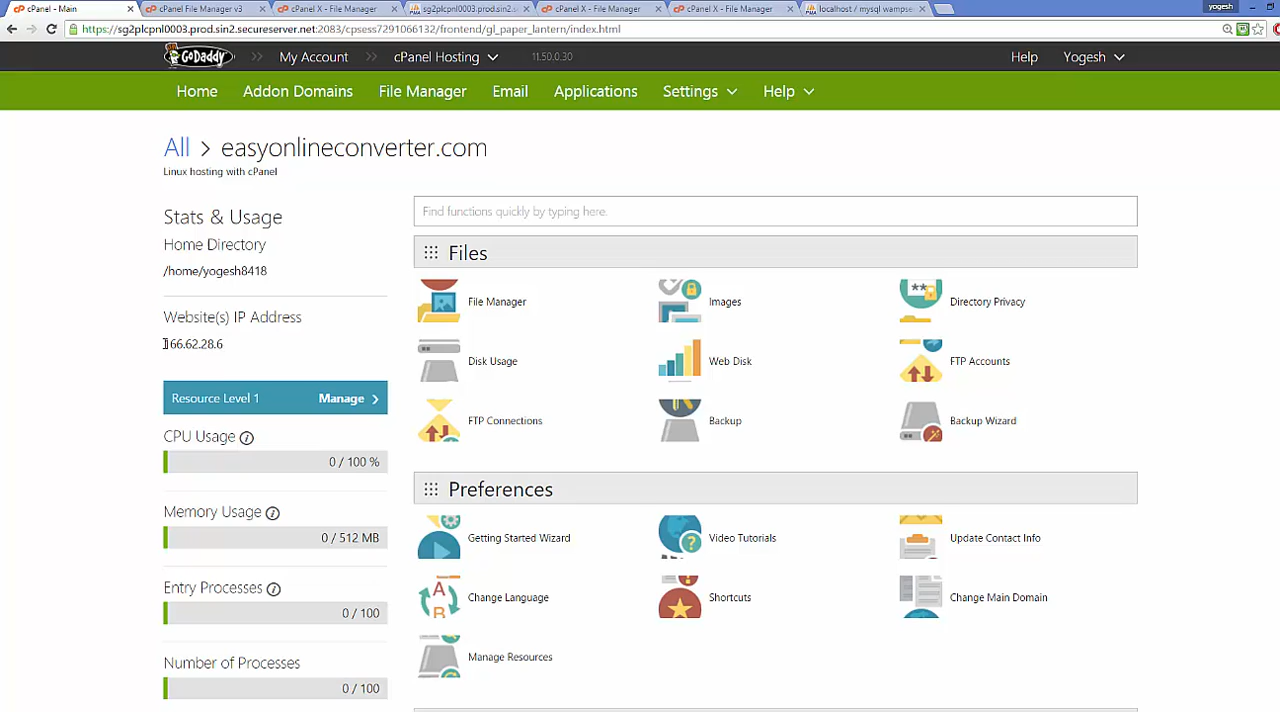 cPanel - Main
cPanel File Manager v3
cPanel X - File Manager
sg2plcpnl0003.prod.sin2.s
cPanel X - File Manager
cPanel X - File Manager
localhost / mysql wampse
yogesh
https://sg2plcpnl0003.prod.sin2.secureserver.net:2083/cpsess7291066132/frontend/gl_paper_lantern/index.html
GoDaddy
My Account
cPanel Hosting
11.50.0.30
Help
Yogesh
Home
Addon Domains
File Manager
Email
Applications
Settings
Help
All > easyonlineconverter.com
Linux hosting with cPanel
Stats & Usage
Home Directory
/home/yogesh8418
Website(s) IP Address
166.62.28.6
Resource Level 1
Manage
CPU Usage
0 / 100 %
Memory Usage
0 / 512 MB
Entry Processes
0 / 100
Number of Processes
0 / 100
Find functions quickly by typing here.
Files
File Manager
Images
Directory Privacy
Disk Usage
Web Disk
FTP Accounts
FTP Connections
Backup
Backup Wizard
Preferences
Getting Started Wizard
Video Tutorials
Update Contact Info
Change Language
Shortcuts
Change Main Domain
Manage Resources